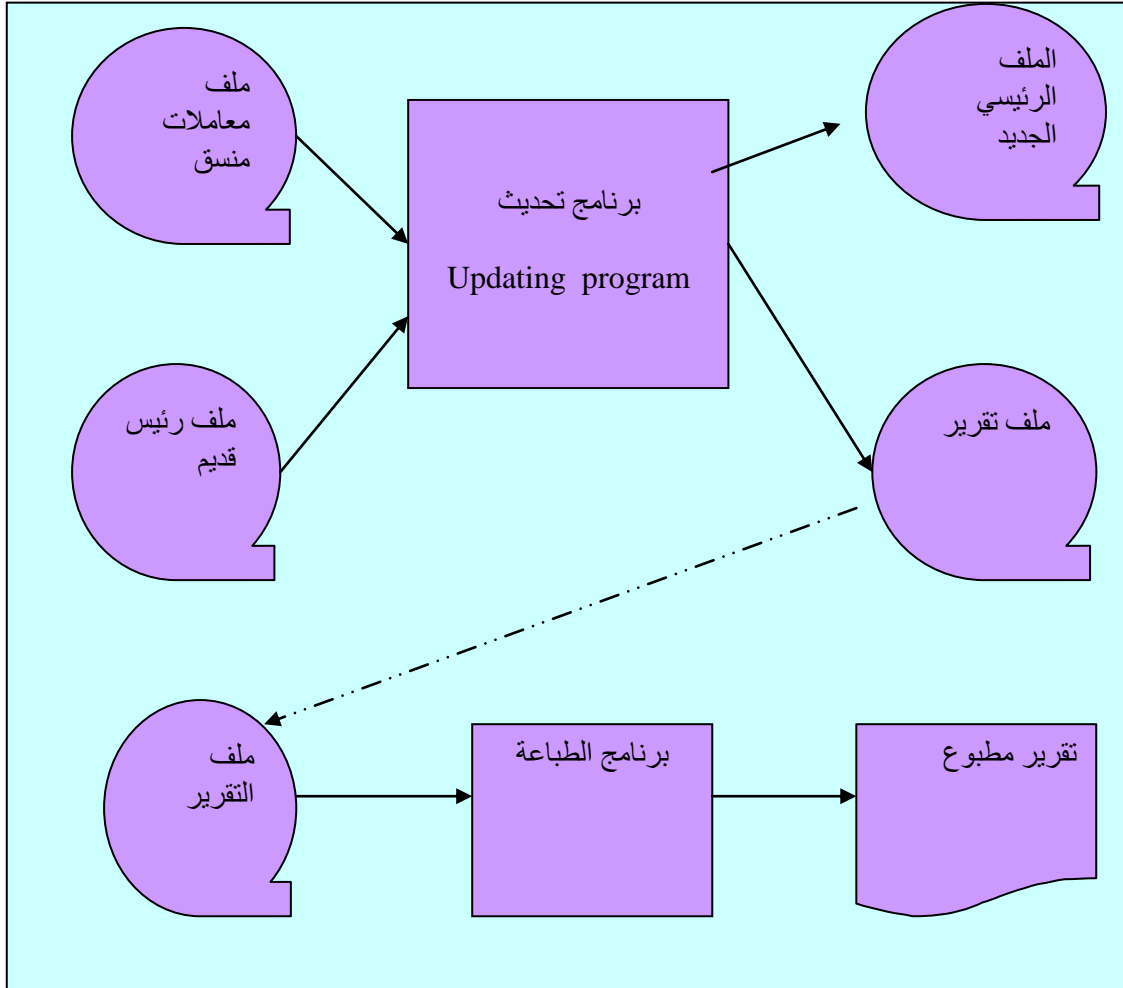 ملف
معاملات
منسق
برنامج تحديث
Updating program
الملف
الرئيسي
الجديد
ملف رئيس
قديم
ملف تقرير
ملف
التقرير
برنامج الطباعة
تقرير مطبوع